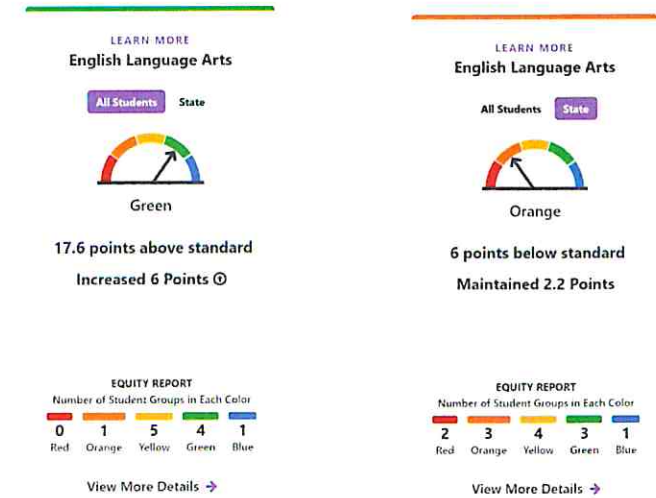 LEARN MORE
English Language Arts
All Students State
Green
17.6 points above standard
Increased 6 Points
EQUITY REPORT
Number of Student Groups in Each Color
0 1 5 4 1
Red Orange Yellow Green Blue
View More Details →
LEARN MORE
English Language Arts
All Students State
Orange
6 points below standard
Maintained 2.2 Points
EQUITY REPORT
Number of Student Groups in Each Color
2 3 4 3 1
Red Orange Yellow Green Blue
View More Details →